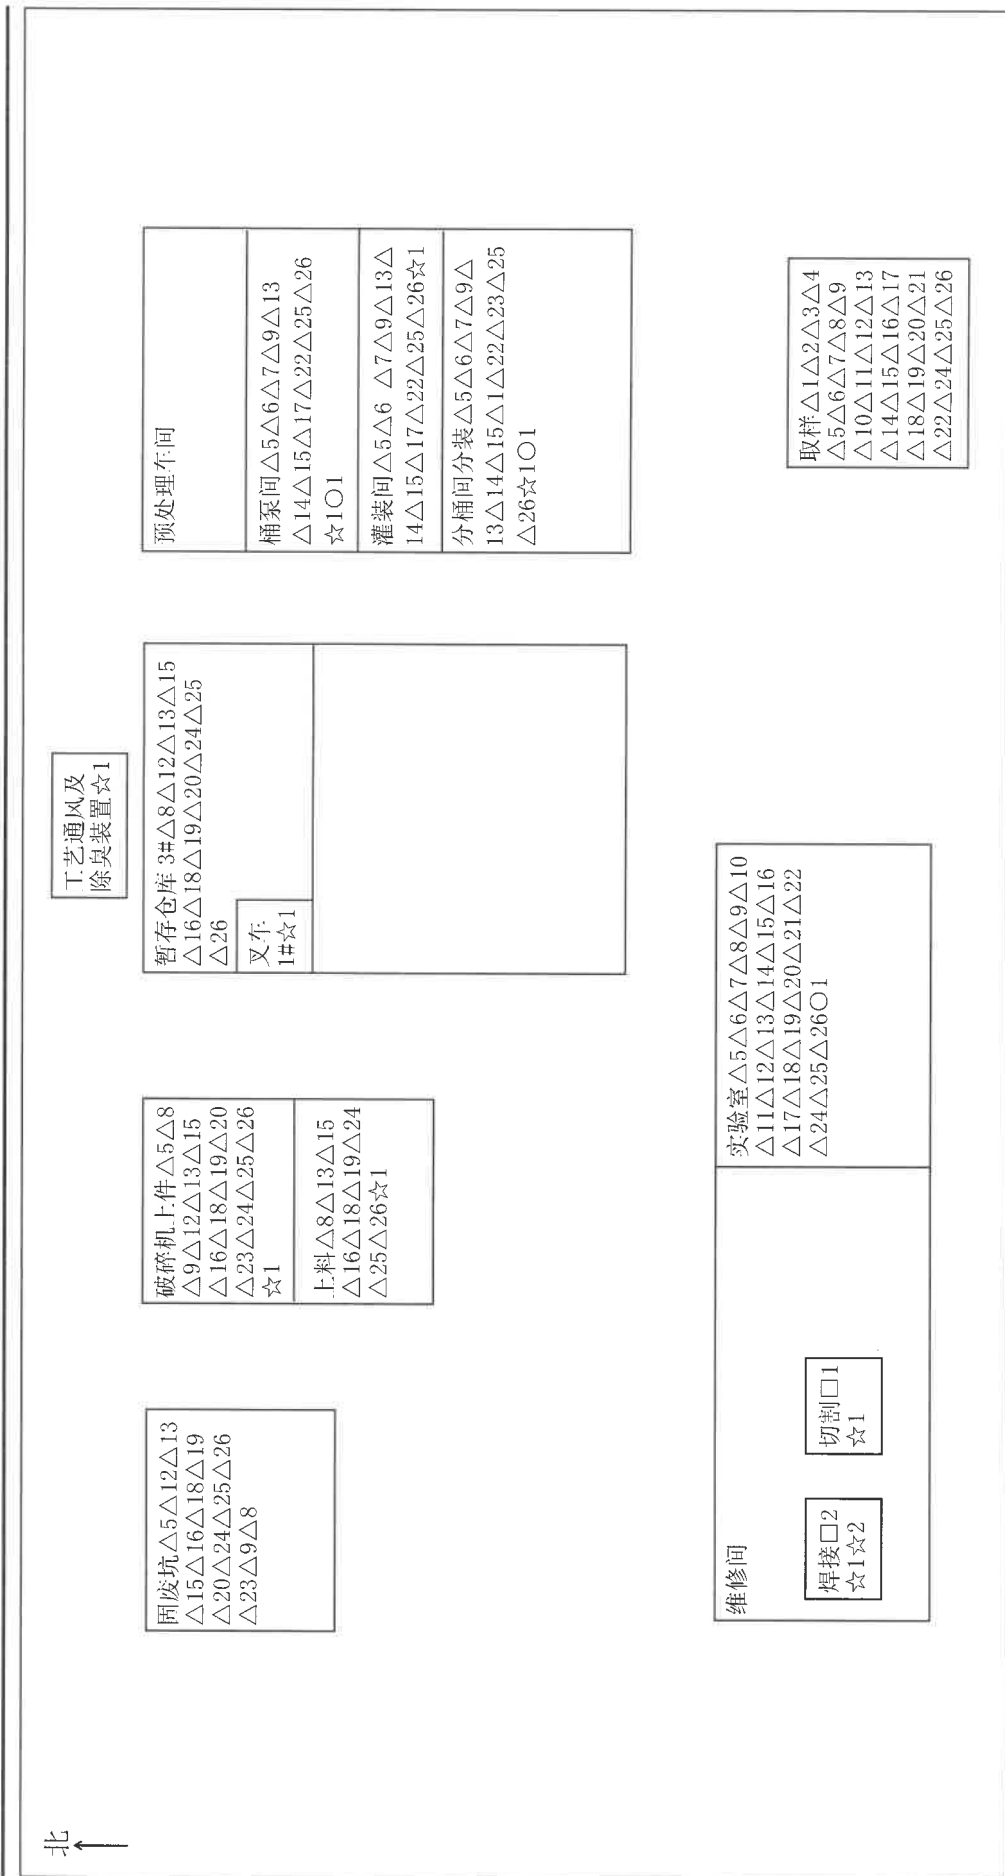 北
工艺通风及
除臭装置☆1
固废坑△5△12△13
△15△16△18△19
△20△24△25△26
△23△9△8
破碎机上件△5△8
△9△12△13△15
△16△18△19△20
△23△24△25△26
☆1
上料△8△13△15
△16△18△19△24
△25△26☆1
暂存仓库 3#△8△12△13△15
△16△18△19△20△24△25
△26
叉车
1#☆1
预处理车间
桶泵间△5△6△7△9△13
△14△15△17△22△25△26
☆1○1
灌装间△5△6 △7△9△13△
14△15△17△22△25△26☆1
分桶间分装△5△6△7△9△
13△14△15△1△22△23△25
△26☆1○1
维修间
焊接□2
☆1☆2
切割□1
☆1
实验室△5△6△7△8△9△10
△11△12△13△14△15△16
△17△18△19△20△21△22
△24△25△26○1
取样△1△2△3△4
△5△6△7△8△9
△10△11△12△13
△14△15△16△17
△18△19△20△21
△22△24△25△26